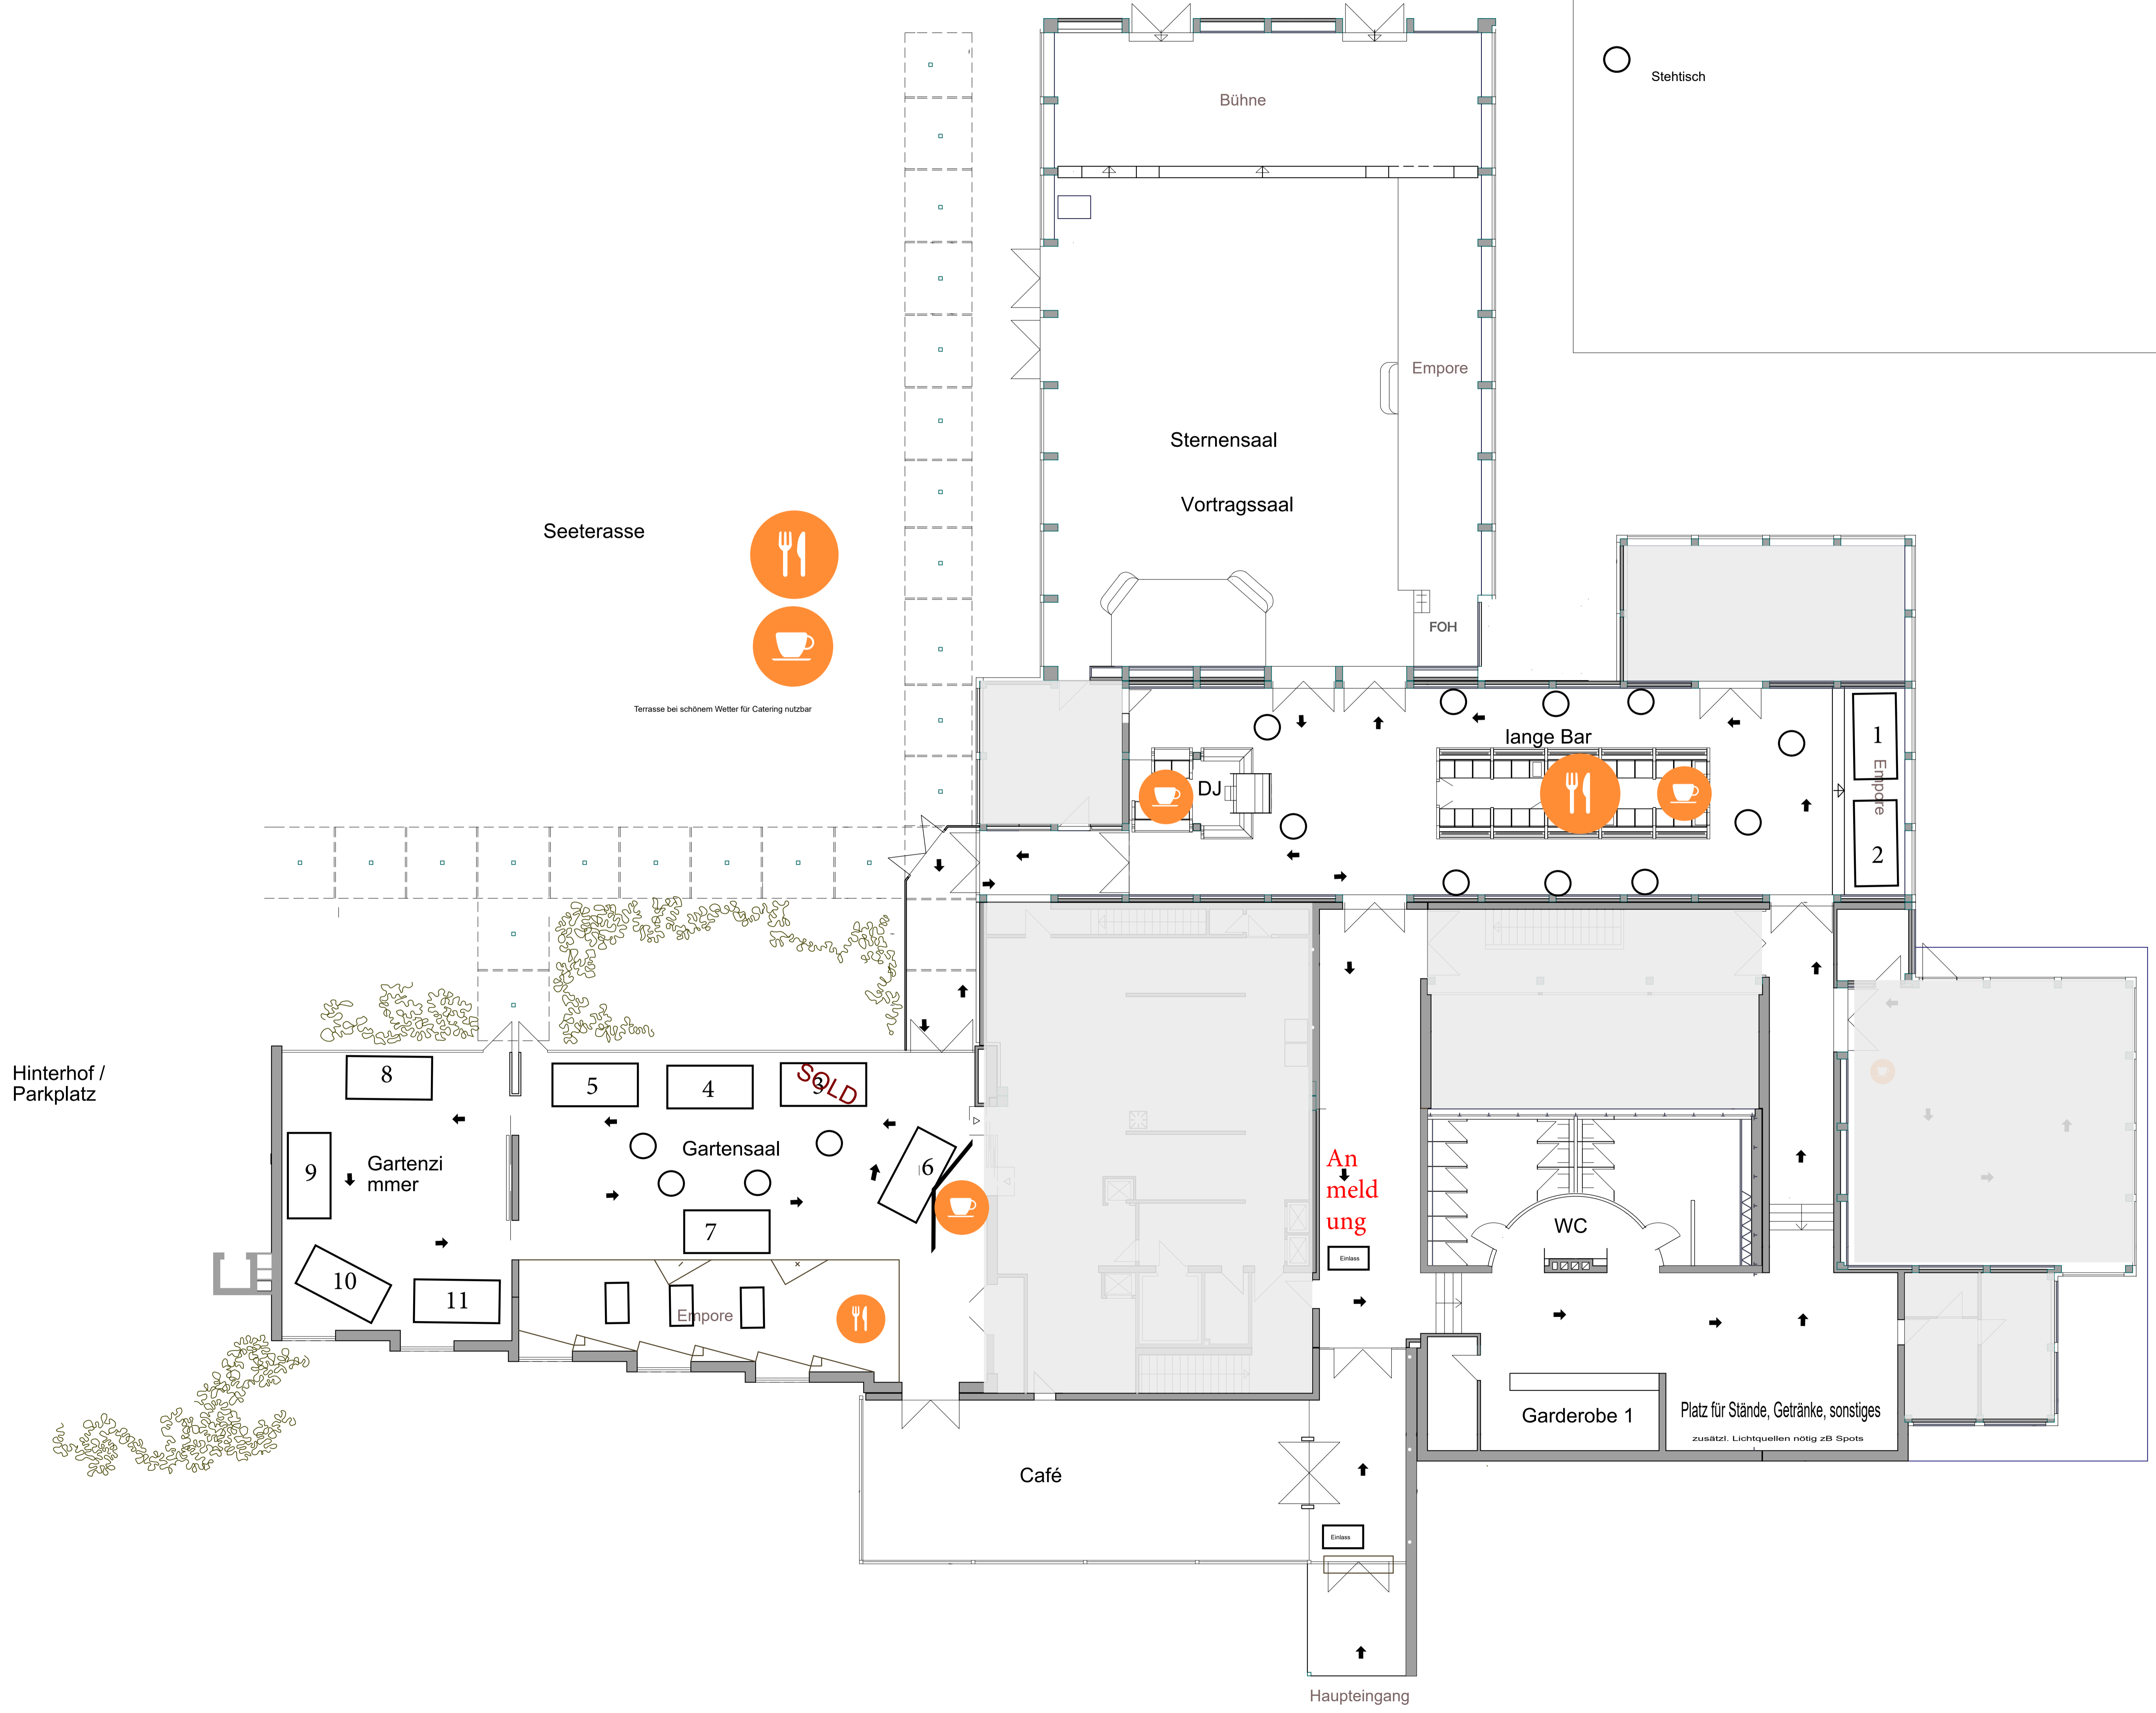 Stehtisch
Bühne
Empore
Sternensaal
Vortragssaal
Seeterasse
FOH
Terrasse bei schönem Wetter für Catering nutzbar
lange Bar
1
Empore
DJ
2
Hinterhof /
Parkplatz
8
5
4
3
SOLD
Gartensaal
6
9
Gartenzi
mmer
An
meld
ung
7
WC
Einlass
10
11
Empore
Garderobe 1
Platz für Stände, Getränke, sonstiges
zusätzl. Lichtquellen nötig zB Spots
Café
Einlass
Haupteingang